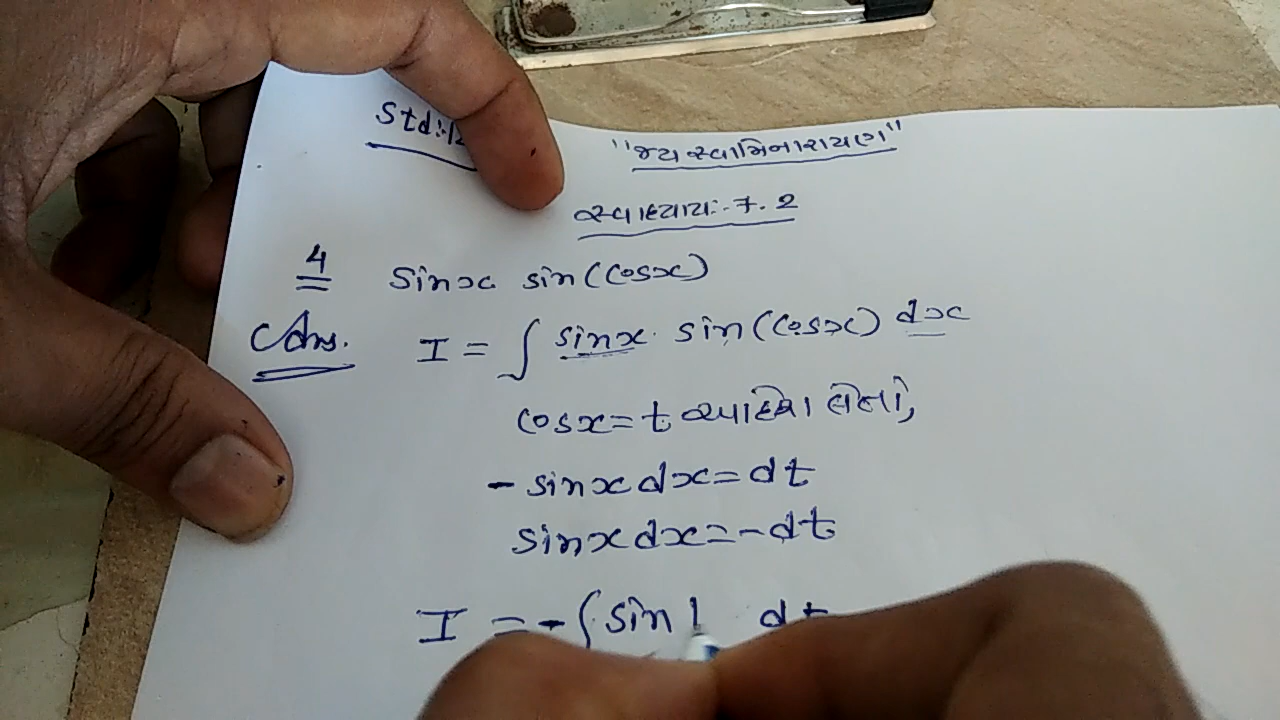 Std:-12
"જય સ્વામિનારાયણ"
સ્વાધ્યાય:-7.2
4 sinx sin(cosx)
Ans. I = ∫ sinx. sin(cosx) dx
cosx=t આદેશ લેતાં,
- sinx dx = dt
sinx dx = - dt
I = - ∫ sin dt